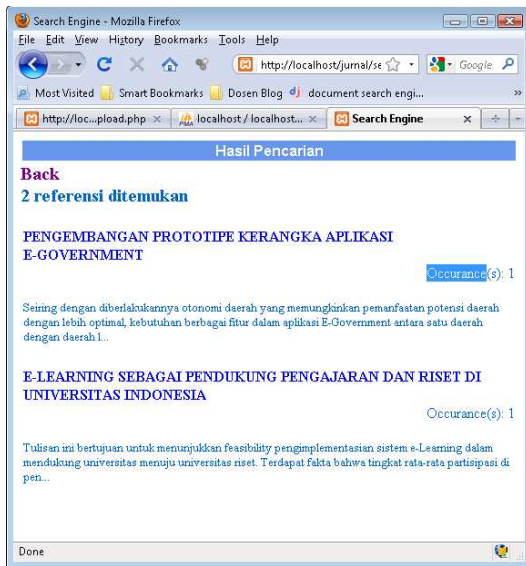 Search Engine - Mozilla Firefox
File Edit View History Bookmarks Tools Help
http://localhost/jurnal/se
Google
Most Visited Smart Bookmarks Dosen Blog document search engi...
http://loc...pload.php localhost / localhost... Search Engine
Hasil Pencarian
Back
2 referensi ditemukan
PENGEMBANGAN PROTOTIPE KERANGKA APLIKASI
E-GOVERNMENT
Occurance(s): 1
Seiring dengan diberlakukannya otonomi daerah yang memungkinkan pemanfaatan potensi daerah
dengan lebih optimal, kebutuhan berbagai fitur dalam aplikasi E-Government antara satu daerah
dengan daerah l...
E-LEARNING SEBAGAI PENDUKUNG PENGAJARAN DAN RISET DI
UNIVERSITAS INDONESIA
Occurance(s): 1
Tulisan ini bertujuan untuk menunjukkan feasibility pengimplementasian sistem e-Learning dalam
mendukung universitas menuju universitas riset. Terdapat fakta bahwa tingkat rata-rata partisipasi di
pen...
Done